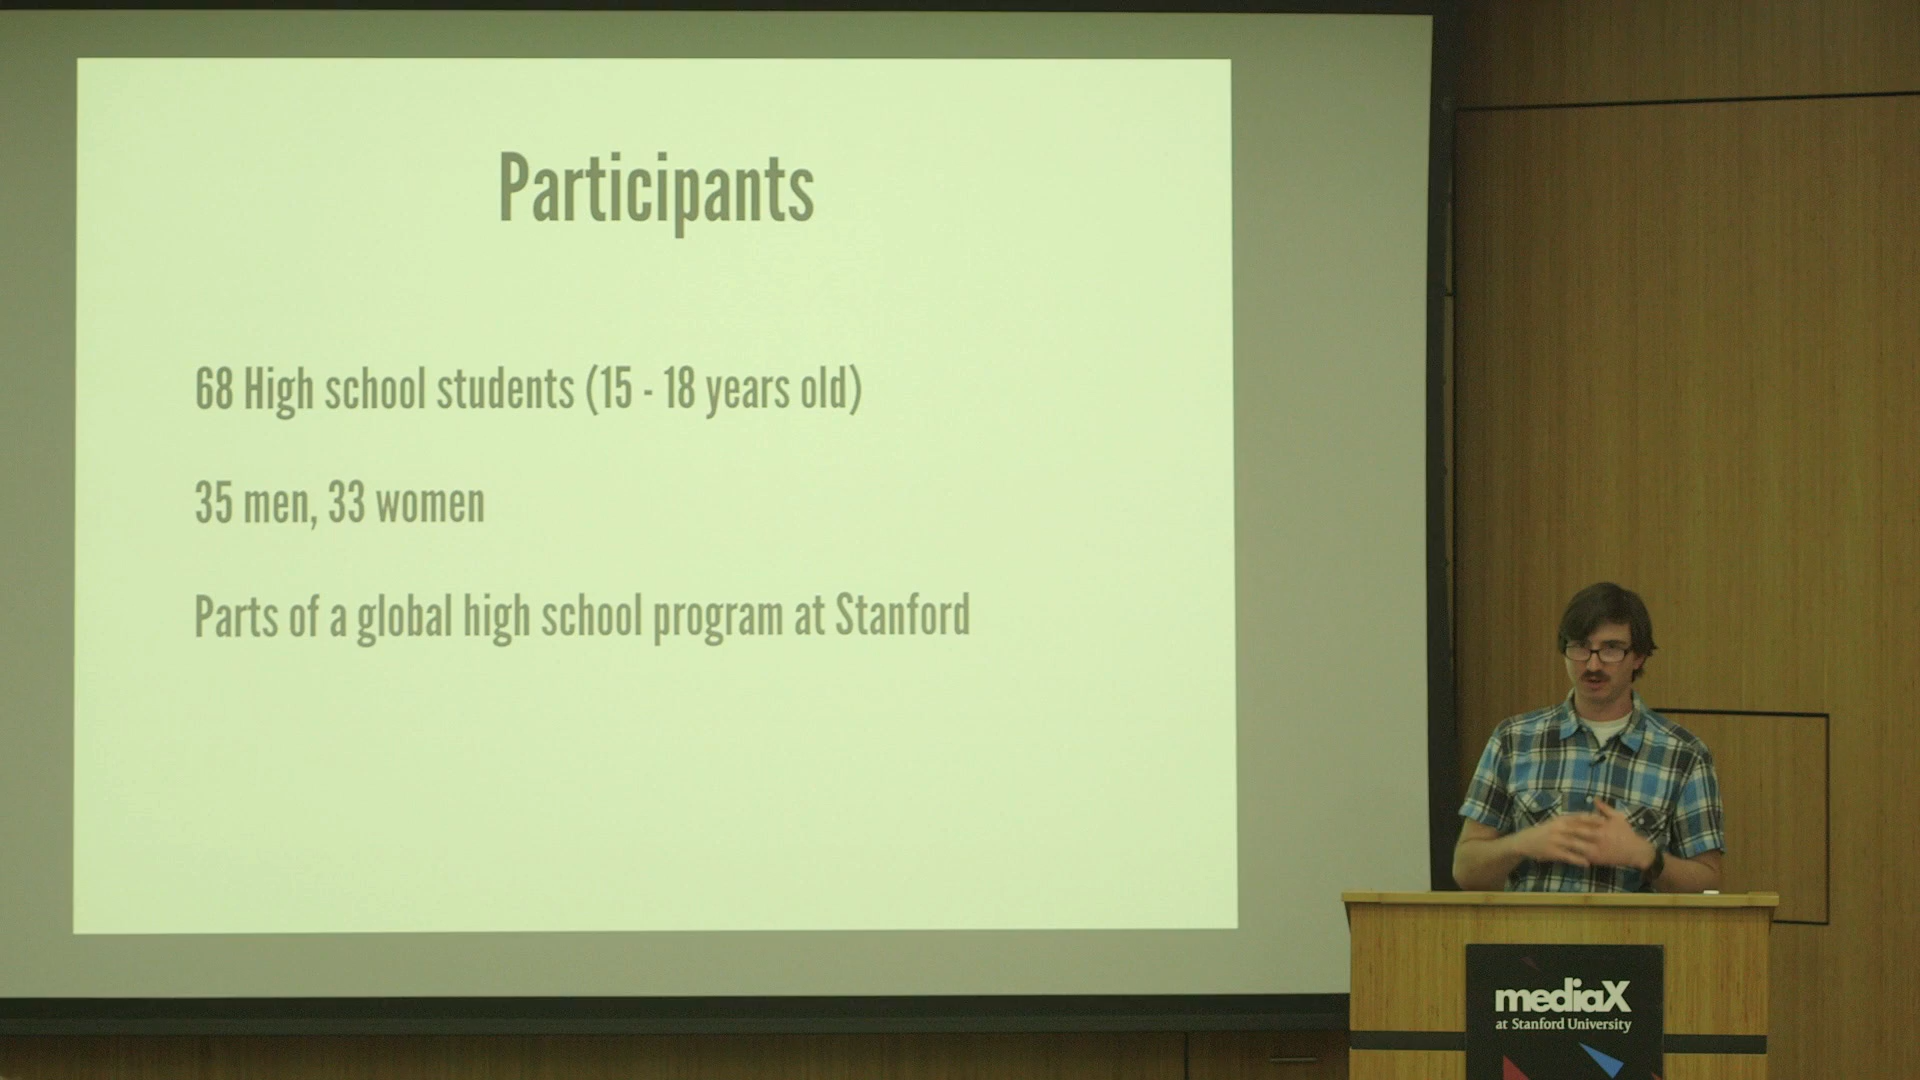 Participants
68 High school students (15 - 18 years old)
35 men, 33 women
Parts of a global high school program at Stanford
mediaX
at Stanford University